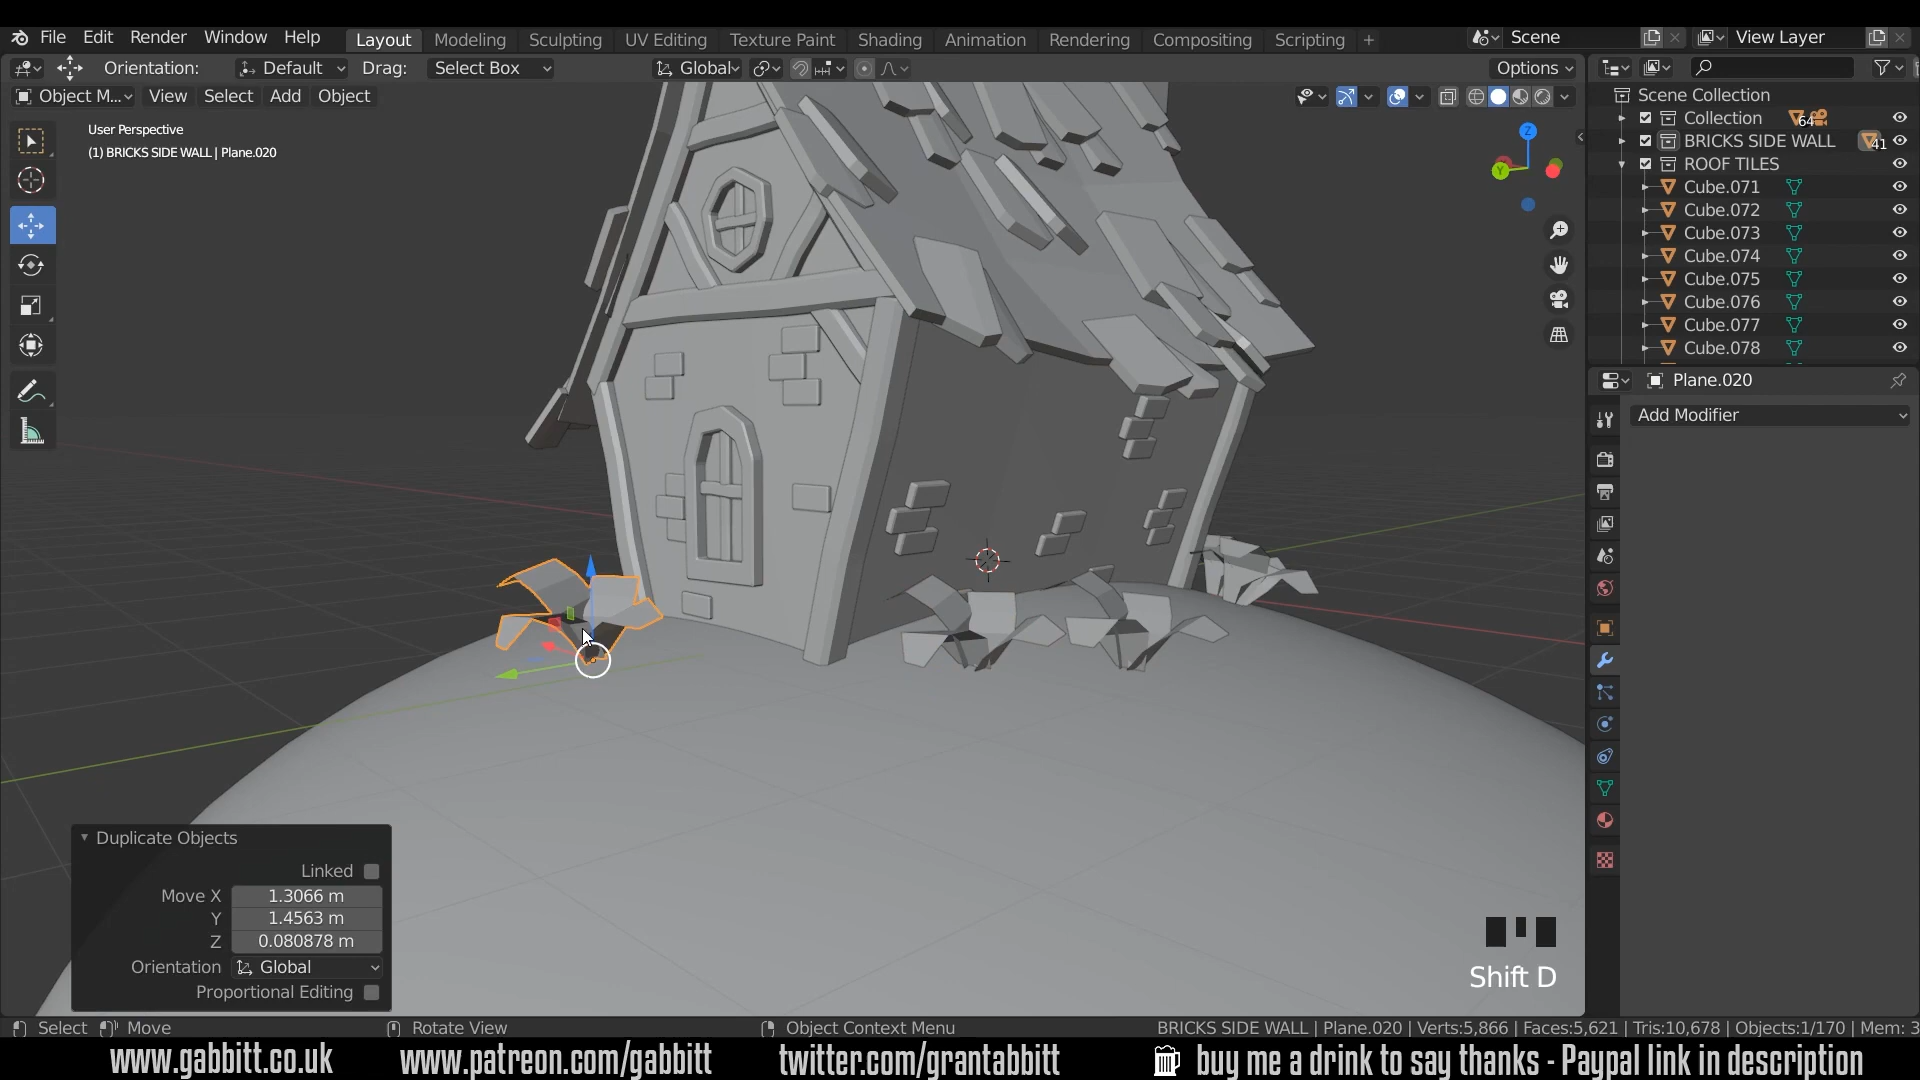 File Edit Render Window Help Layout Modeling Sculpting UV Editing Texture Paint Shading Animation Rendering Compositing Scripting + Scene View Layer
Orientation: Default Drag: Select Box Global Options
Object M... View Select Add Object
User Perspective
(1) BRICKS SIDE WALL | Plane.020
Scene Collection
Collection 64
BRICKS SIDE WALL 41
ROOF TILES
Cube.071
Cube.072
Cube.073
Cube.074
Cube.075
Cube.076
Cube.077
Cube.078
Plane.020
Add Modifier
Z
Y
Duplicate Objects
Linked
Move X 1.3066 m
Y 1.4563 m
Z 0.080878 m
Orientation Global
Proportional Editing
Shift D
Select Move Rotate View Object Context Menu BRICKS SIDE WALL | Plane.020 | Verts:5,866 | Faces:5,621 | Tris:10,678 | Objects:1/170 | Mem: 3
www.gabbitt.co.uk www.patreon.com/gabbitt twitter.com/grantabbitt buy me a drink to say thanks - Paypal link in description